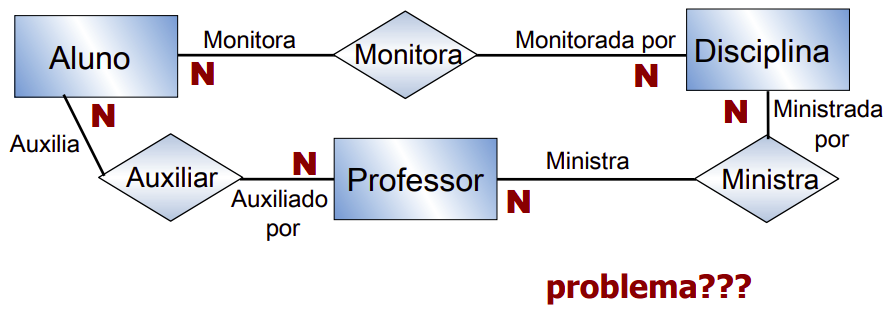 Aluno
Monitora
N
Monitora
Monitorada por
N
Disciplina
N
Auxilia
Auxiliar
N
Auxiliado
por
Professor
N
Ministra
Ministra
N
Ministrada
por
problema???